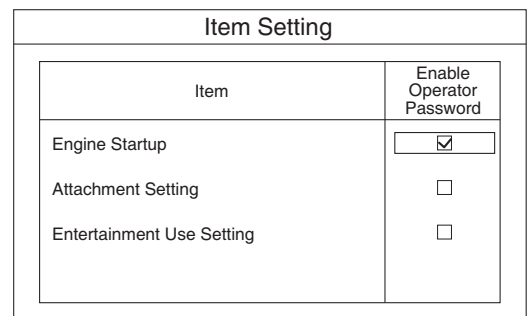 Item Setting
Item
Enable
Operator
Password
Engine Startup
Attachment Setting
Entertainment Use Setting